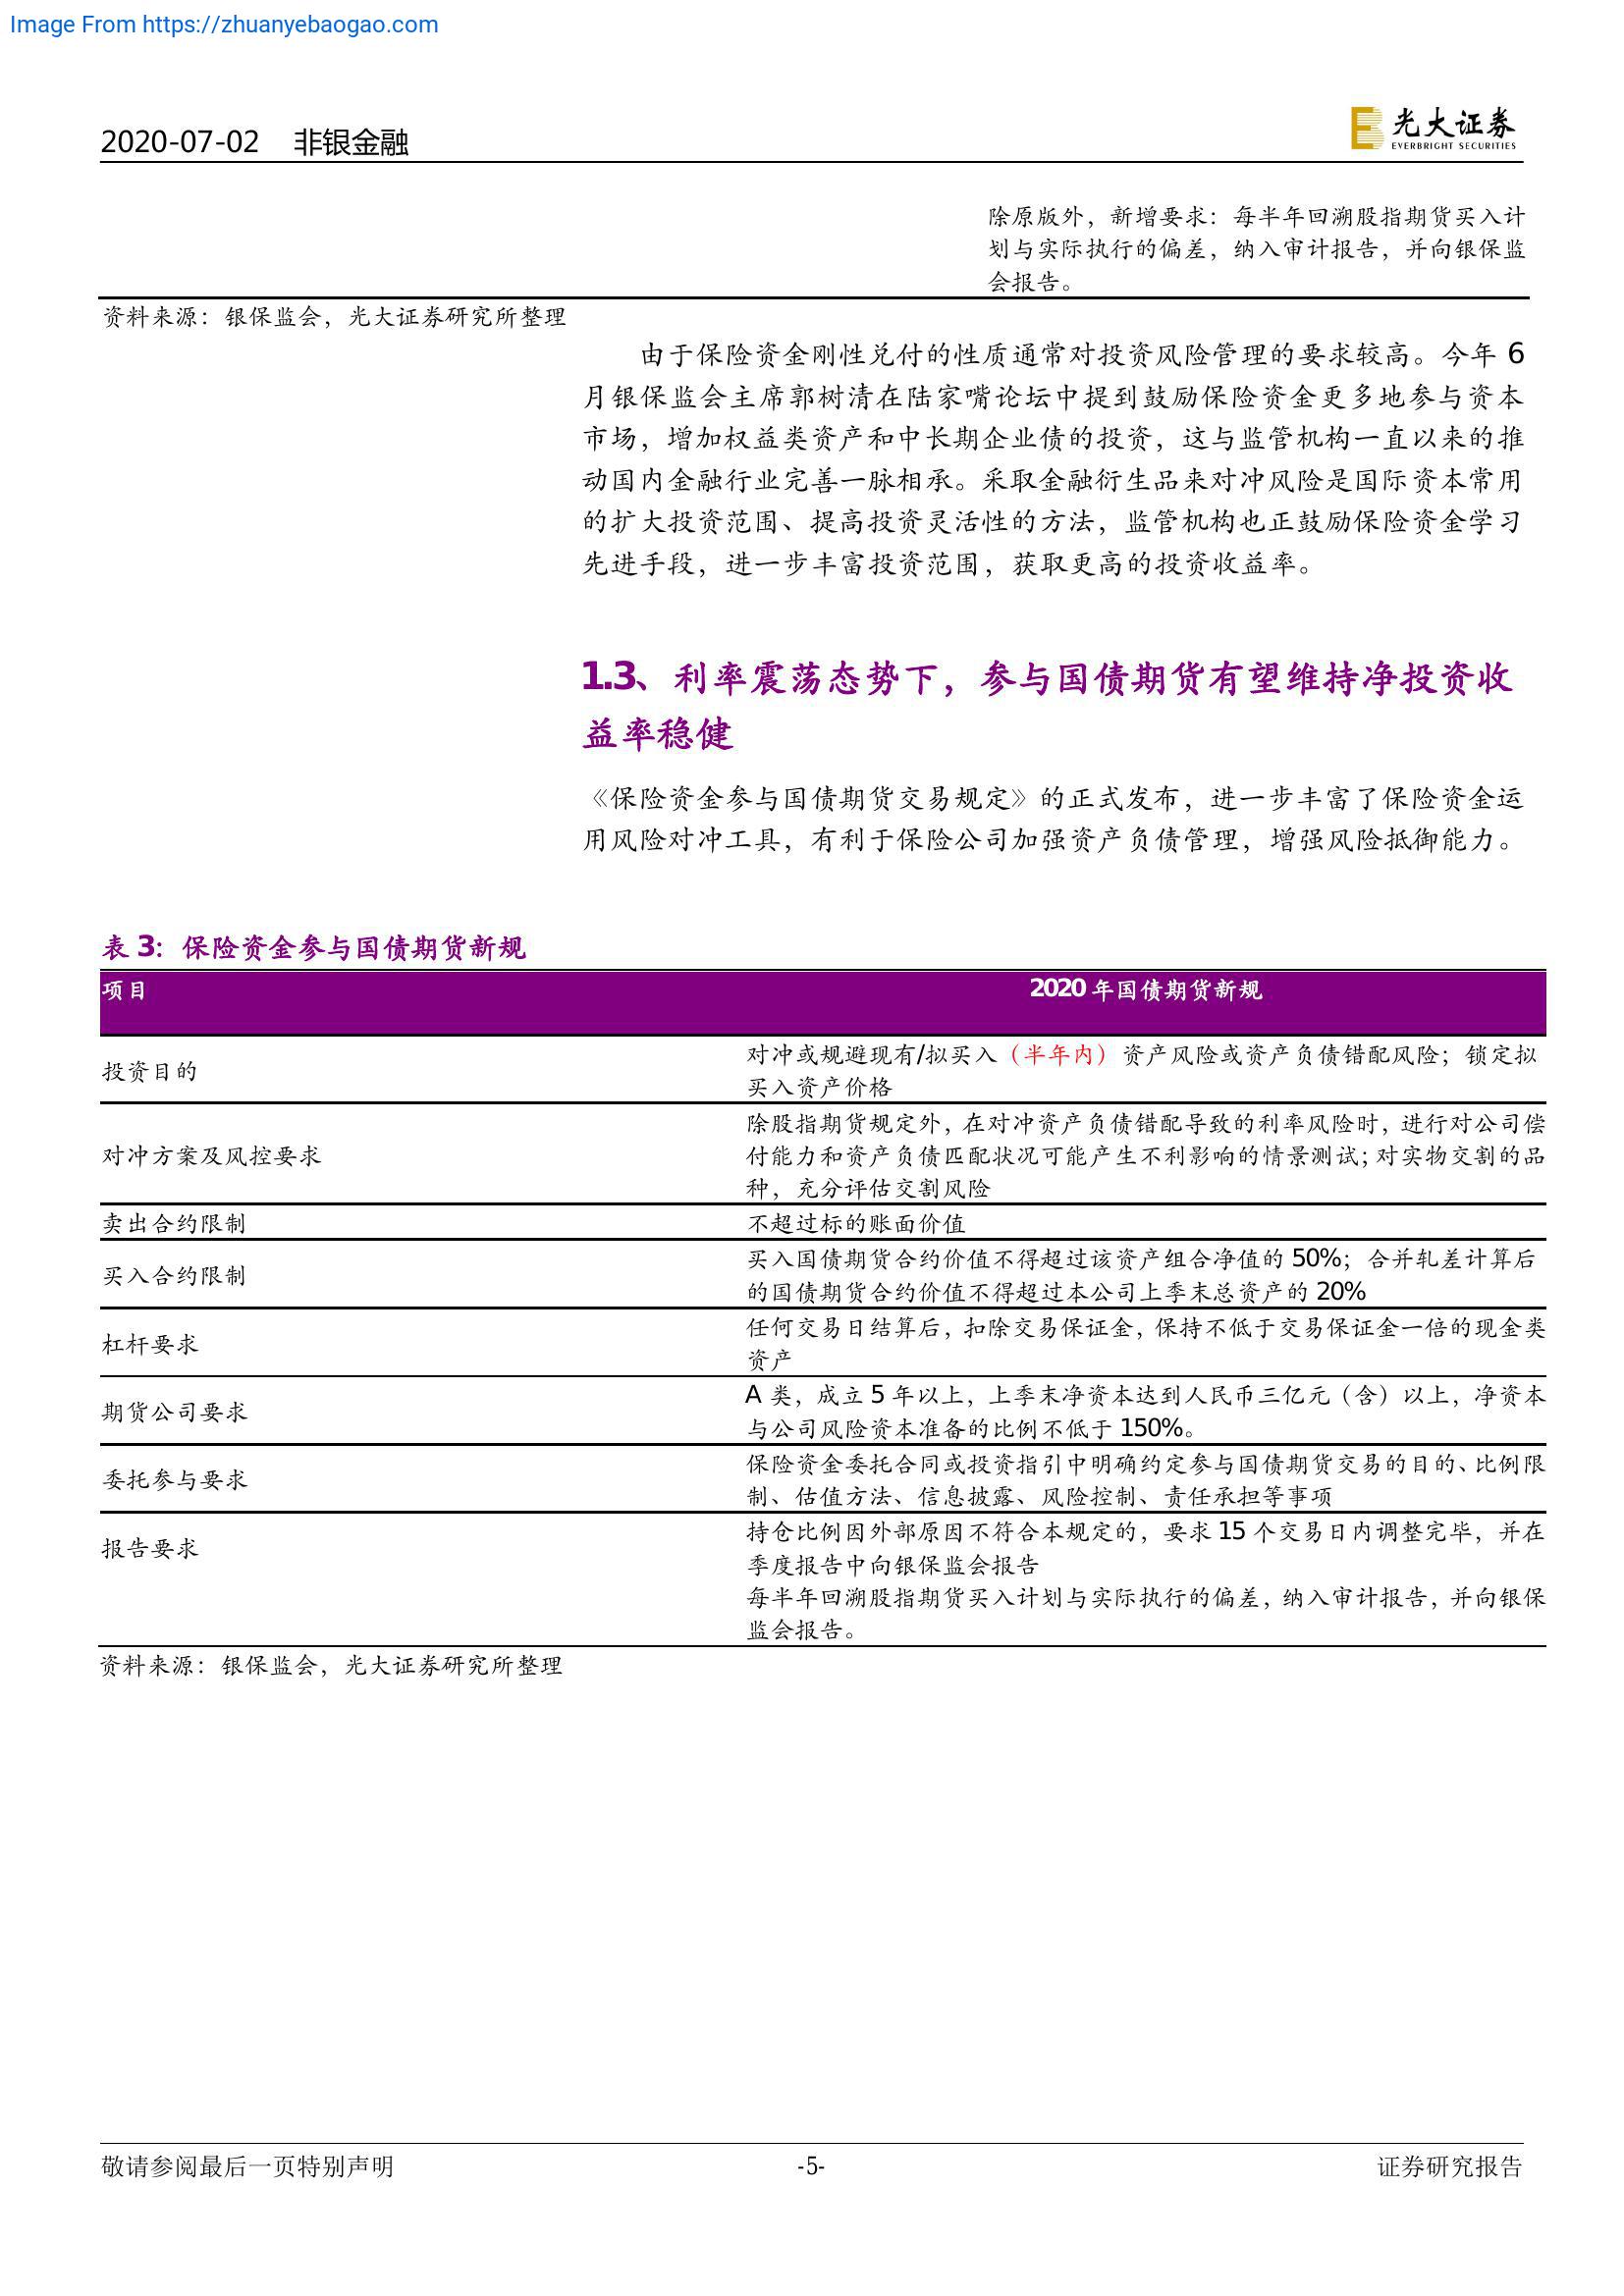 Image From https://zhuanyebaogao.com
2020-07-02 非银金融
光大证券
EVERBRIGHT SECURITIES
除原版外，新增要求：每半年回溯股指期货买入计
划与实际执行的偏差，纳入审计报告，并向银保监
会报告。
资料来源：银保监会，光大证券研究所整理
由于保险资金刚性兑付的性质通常对投资风险管理的要求较高。今年 6
月银保监会主席郭树清在陆家嘴论坛中提到鼓励保险资金更多地参与资本
市场，增加权益类资产和中长期企业债的投资，这与监管机构一直以来的推
动国内金融行业完善一脉相承。采取金融衍生品来对冲风险是国际资本常用
的扩大投资范围、提高投资灵活性的方法，监管机构也正鼓励保险资金学习
先进手段，进一步丰富投资范围，获取更高的投资收益率。
1.3、利率震荡态势下，参与国债期货有望维持净投资收
益率稳健
《保险资金参与国债期货交易规定》的正式发布，进一步丰富了保险资金运
用风险对冲工具，有利于保险公司加强资产负债管理，增强风险抵御能力。
表 3：保险资金参与国债期货新规
项目 2020 年国债期货新规
投资目的
对冲或规避现有/拟买入（半年内）资产风险或资产负债错配风险；锁定拟
买入资产价格
对冲方案及风控要求
除股指期货规定外，在对冲资产负债错配导致的利率风险时，进行对公司偿
付能力和资产负债匹配状况可能产生不利影响的情景测试；对实物交割的品
种，充分评估交割风险
卖出合约限制 不超过标的账面价值
买入合约限制
买入国债期货合约价值不得超过该资产组合净值的 50%；合并轧差计算后
的国债期货合约价值不得超过本公司上季末总资产的 20%
杠杆要求
任何交易日结算后，扣除交易保证金，保持不低于交易保证金一倍的现金类
资产
期货公司要求
A 类，成立 5 年以上，上季末净资本达到人民币三亿元（含）以上，净资本
与公司风险资本准备的比例不低于 150%。
委托参与要求
保险资金委托合同或投资指引中明确约定参与国债期货交易的目的、比例限
制、估值方法、信息披露、风险控制、责任承担等事项
报告要求
持仓比例因外部原因不符合本规定的，要求 15 个交易日内调整完毕，并在
季度报告中向银保监会报告
每半年回溯股指期货买入计划与实际执行的偏差，纳入审计报告，并向银保
监会报告。
资料来源：银保监会，光大证券研究所整理
敬请参阅最后一页特别声明 -5- 证券研究报告